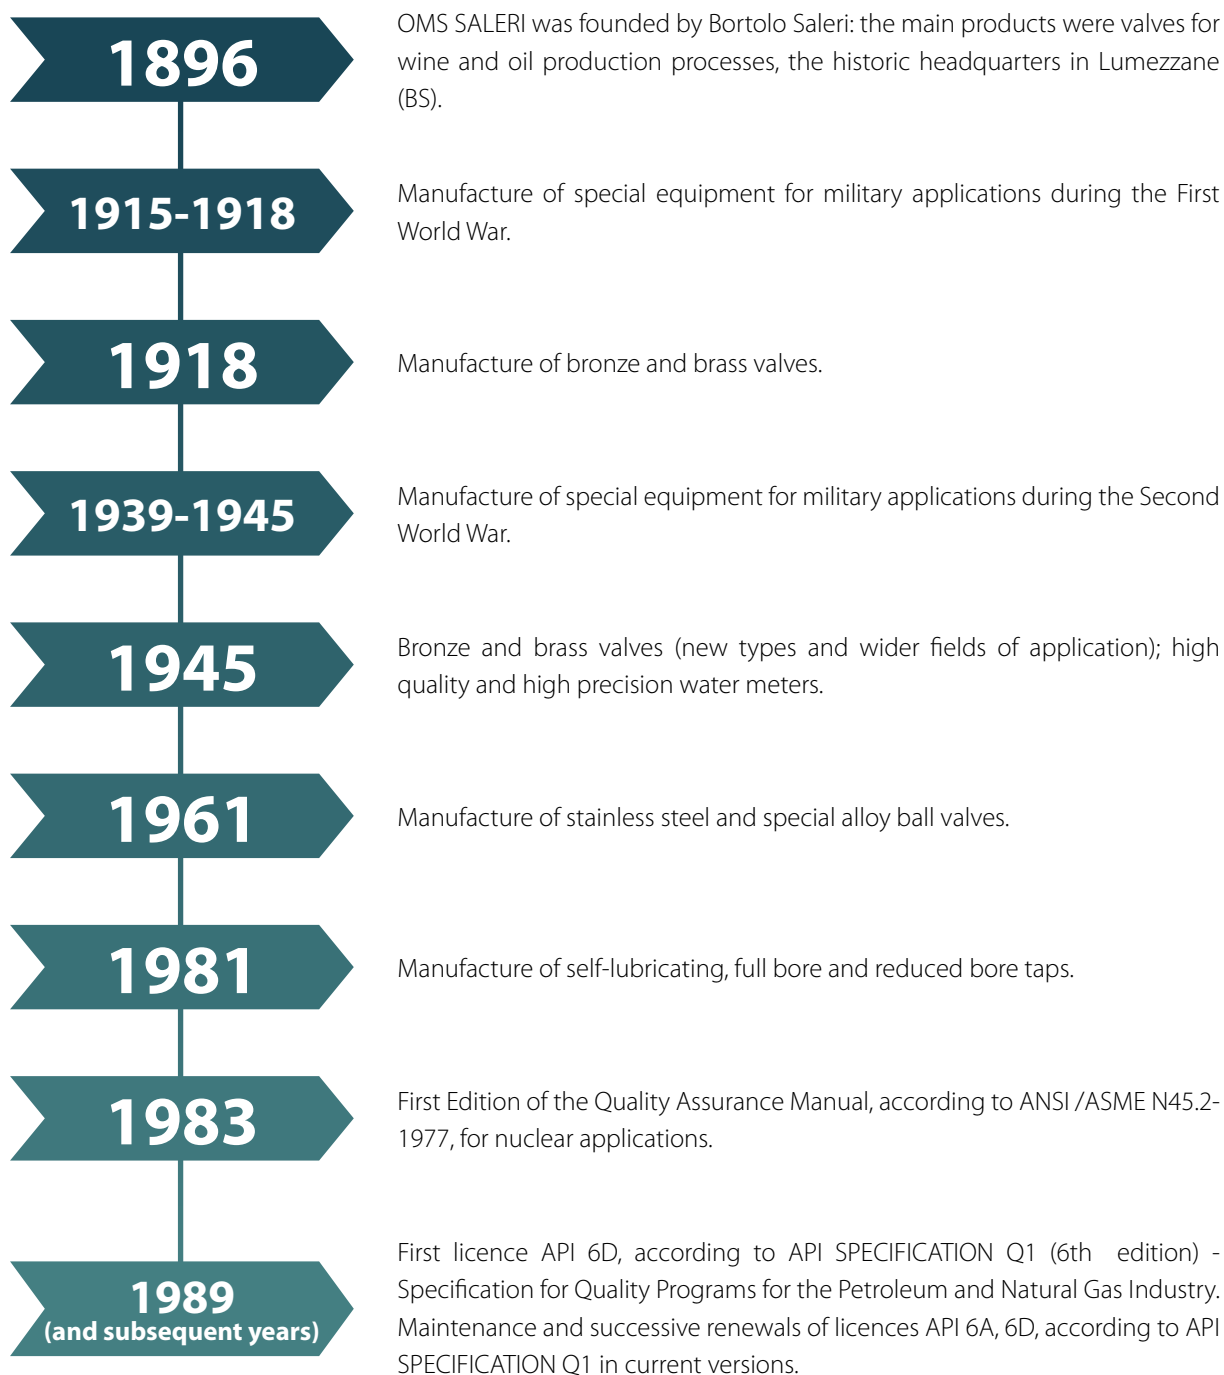 1896
OMS SALERI was founded by Bortolo Saleri: the main products were valves for
wine and oil production processes, the historic headquarters in Lumezzane
(BS).
1915-1918
Manufacture of special equipment for military applications during the First
World War.
1918
Manufacture of bronze and brass valves.
1939-1945
Manufacture of special equipment for military applications during the Second
World War.
1945
Bronze and brass valves (new types and wider fields of application); high
quality and high precision water meters.
1961
Manufacture of stainless steel and special alloy ball valves.
1981
Manufacture of self-lubricating, full bore and reduced bore taps.
1983
First Edition of the Quality Assurance Manual, according to ANSI /ASME N45.2-
1977, for nuclear applications.
1989
(and subsequent years)
First licence API 6D, according to API SPECIFICATION Q1 (6th edition) -
Specification for Quality Programs for the Petroleum and Natural Gas Industry.
Maintenance and successive renewals of licences API 6A, 6D, according to API
SPECIFICATION Q1 in current versions.